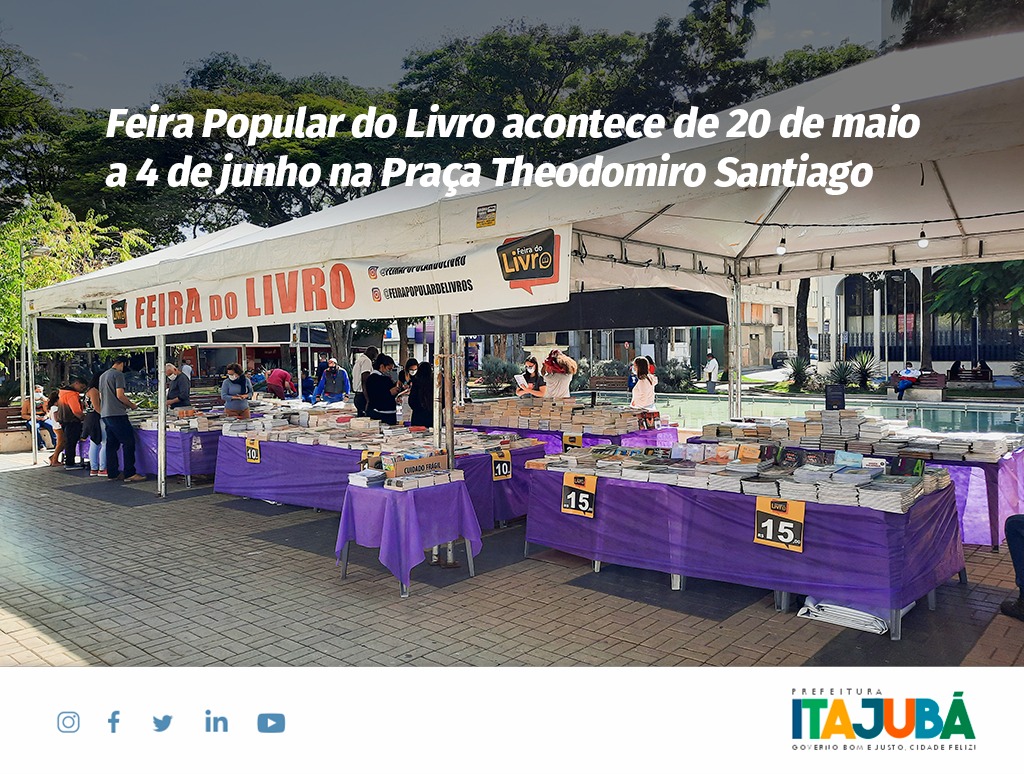 Feira Popular do Livro acontece de 20 de maio
a 4 de junho na Praça Theodomiro Santiago
FEIRA DO LIVRO
@FEIRAPOPULARDOLIVRO
@FEIRAPOPULARDELIVROS
Feira do
Livro
CUIDADO FRÁGIL
10
10
15
15
PREFEITURA
ITAJUBÁ
GOVERNO BOM E JUSTO, CIDADE FELIZ!